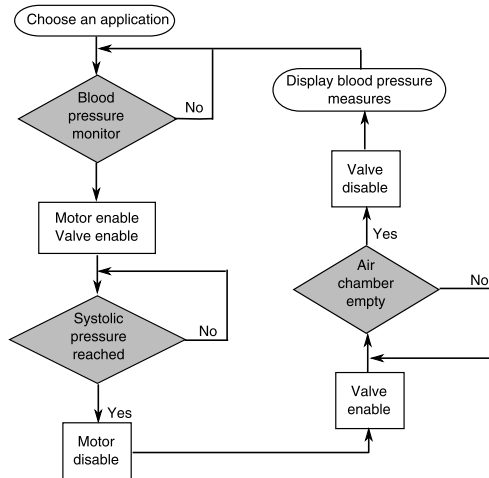 Choose an application
Blood
pressure
monitor
No
Motor enable
Valve enable
Systolic
pressure
reached
No
Yes
Motor
disable
Valve
enable
Air
chamber
empty
No
Yes
Valve
disable
Display blood pressure
measures